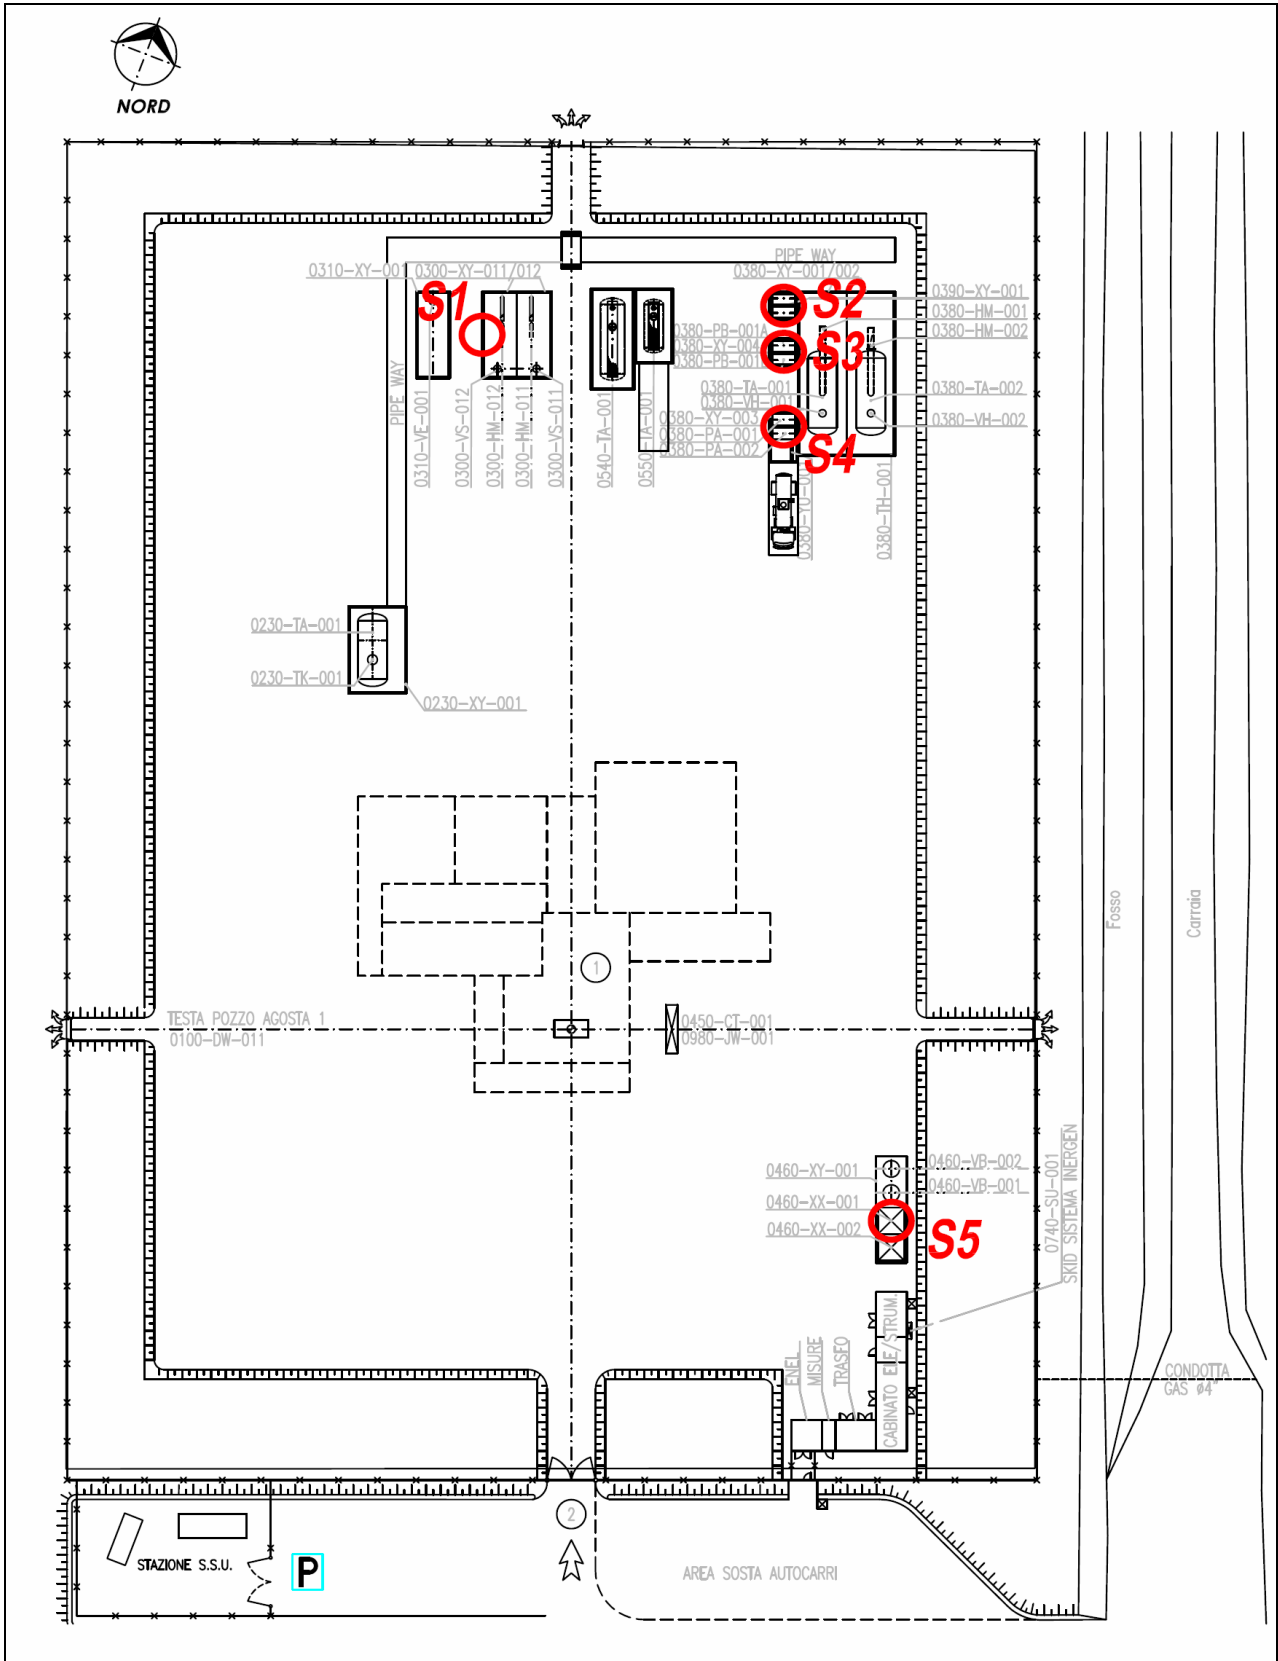 NORD
PIPE WAY
0310-XY-001
0300-XY-011/012
0380-XY-001/002
S1
S2
0390-XY-001
0380-HM-001
0380-PB-001A
0380-HM-002
0380-XY-004
S3
0380-PB-001
PIPE WAY
0380-TA-001
0380-TA-002
0380-VH-001
0380-XY-003
0380-VH-002
0380-PA-001
0380-PA-002
S4
0310-VE-001
0300-VS-012
0300-HM-012
0300-HM-011
0300-VS-011
0540-TA-001
0550-TA-001
0380-YU-001
0380-TH-001
0230-TA-001
0230-TK-001
0230-XY-001
Fosso
Carraia
1
TESTA POZZO AGOSTA 1
0100-DW-011
0450-CT-001
0980-JW-001
0460-XY-001
0460-VB-002
0460-VB-001
0460-XX-001
0460-XX-002
S5
0740-SU-001
SKID SISTEMA INERGEN
ENEL
MISURE
TRASFO
CABINATO ELE/STRUM.
CONDOTTA
GAS ø4"
2
STAZIONE S.S.U.
P
AREA SOSTA AUTOCARRI